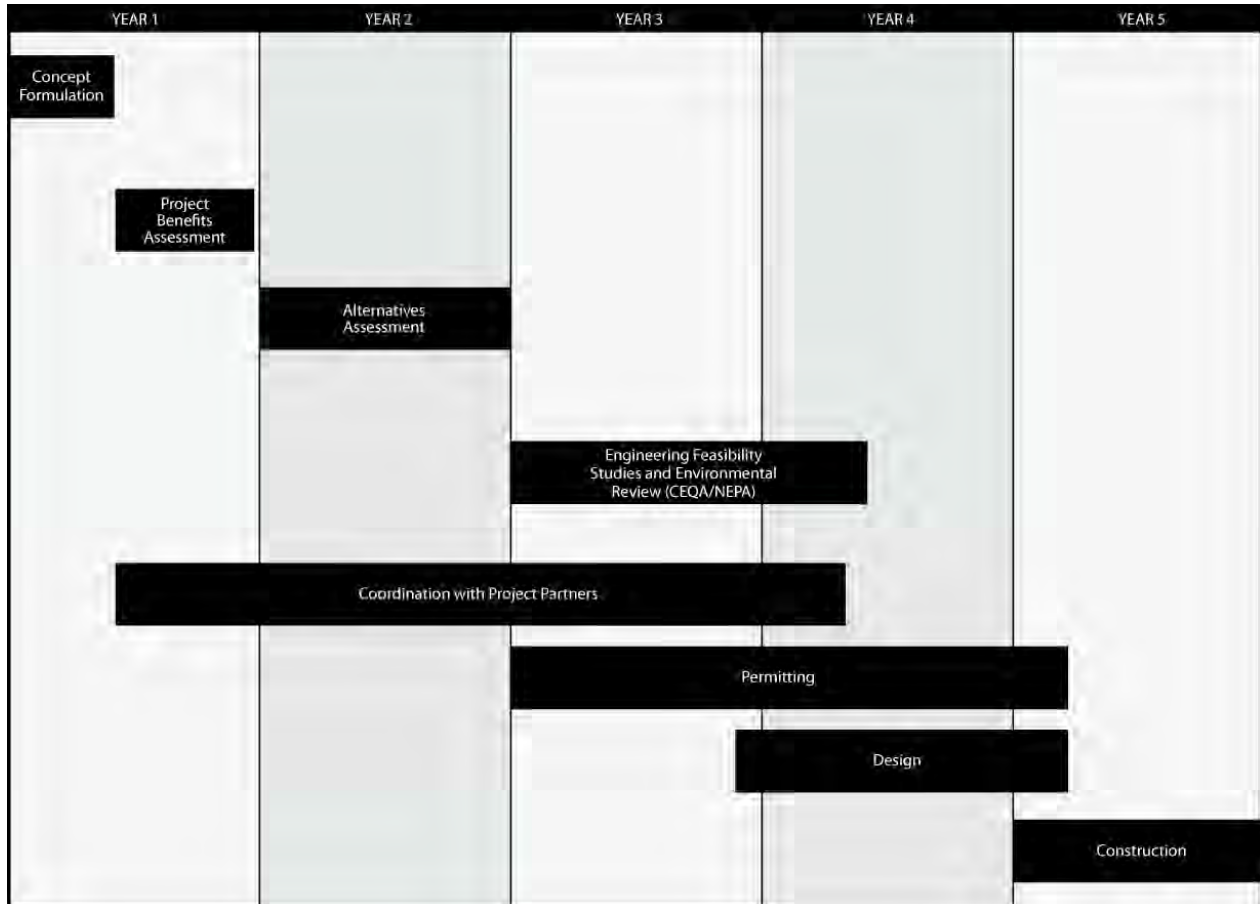 YEAR 1 YEAR 2 YEAR 3 YEAR 4 YEAR 5
Concept
Formulation
Project
Benefits
Assessment
Alternatives
Assessment
Engineering Feasibility
Studies and Environmental
Review (CEQA/NEPA)
Coordination with Project Partners
Permitting
Design
Construction